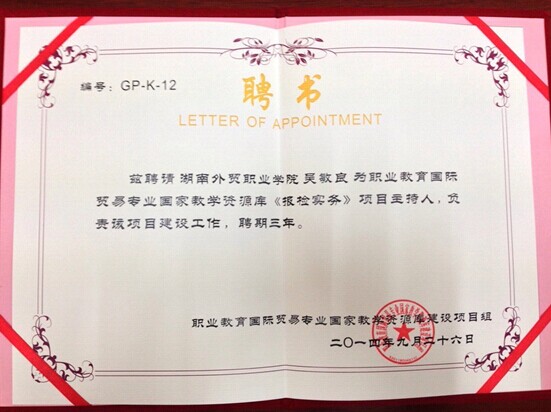 编号：GP-K-12
聘书
LETTER OF APPOINTMENT
兹聘请 湖南外贸职业学院 吴敏良 为职业教育国际
贸易专业国家教学资源库《报检实务》项目主持人，负
责该项目建设工作，聘期三年。
职业教育国际贸易专业国家教学资源库建设项目组
二〇一四年九月二十六日